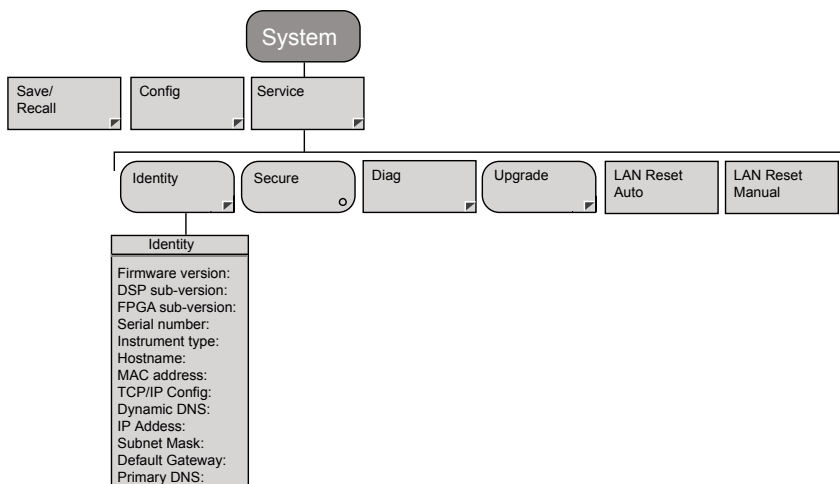 System
Save/
Recall
Config
Service
Identity
Secure
Diag
Upgrade
LAN Reset
Auto
LAN Reset
Manual
Identity
Firmware version:
DSP sub-version:
FPGA sub-version:
Serial number:
Instrument type:
Hostname:
MAC address:
TCP/IP Config:
Dynamic DNS:
IP Addess:
Subnet Mask:
Default Gateway:
Primary DNS: